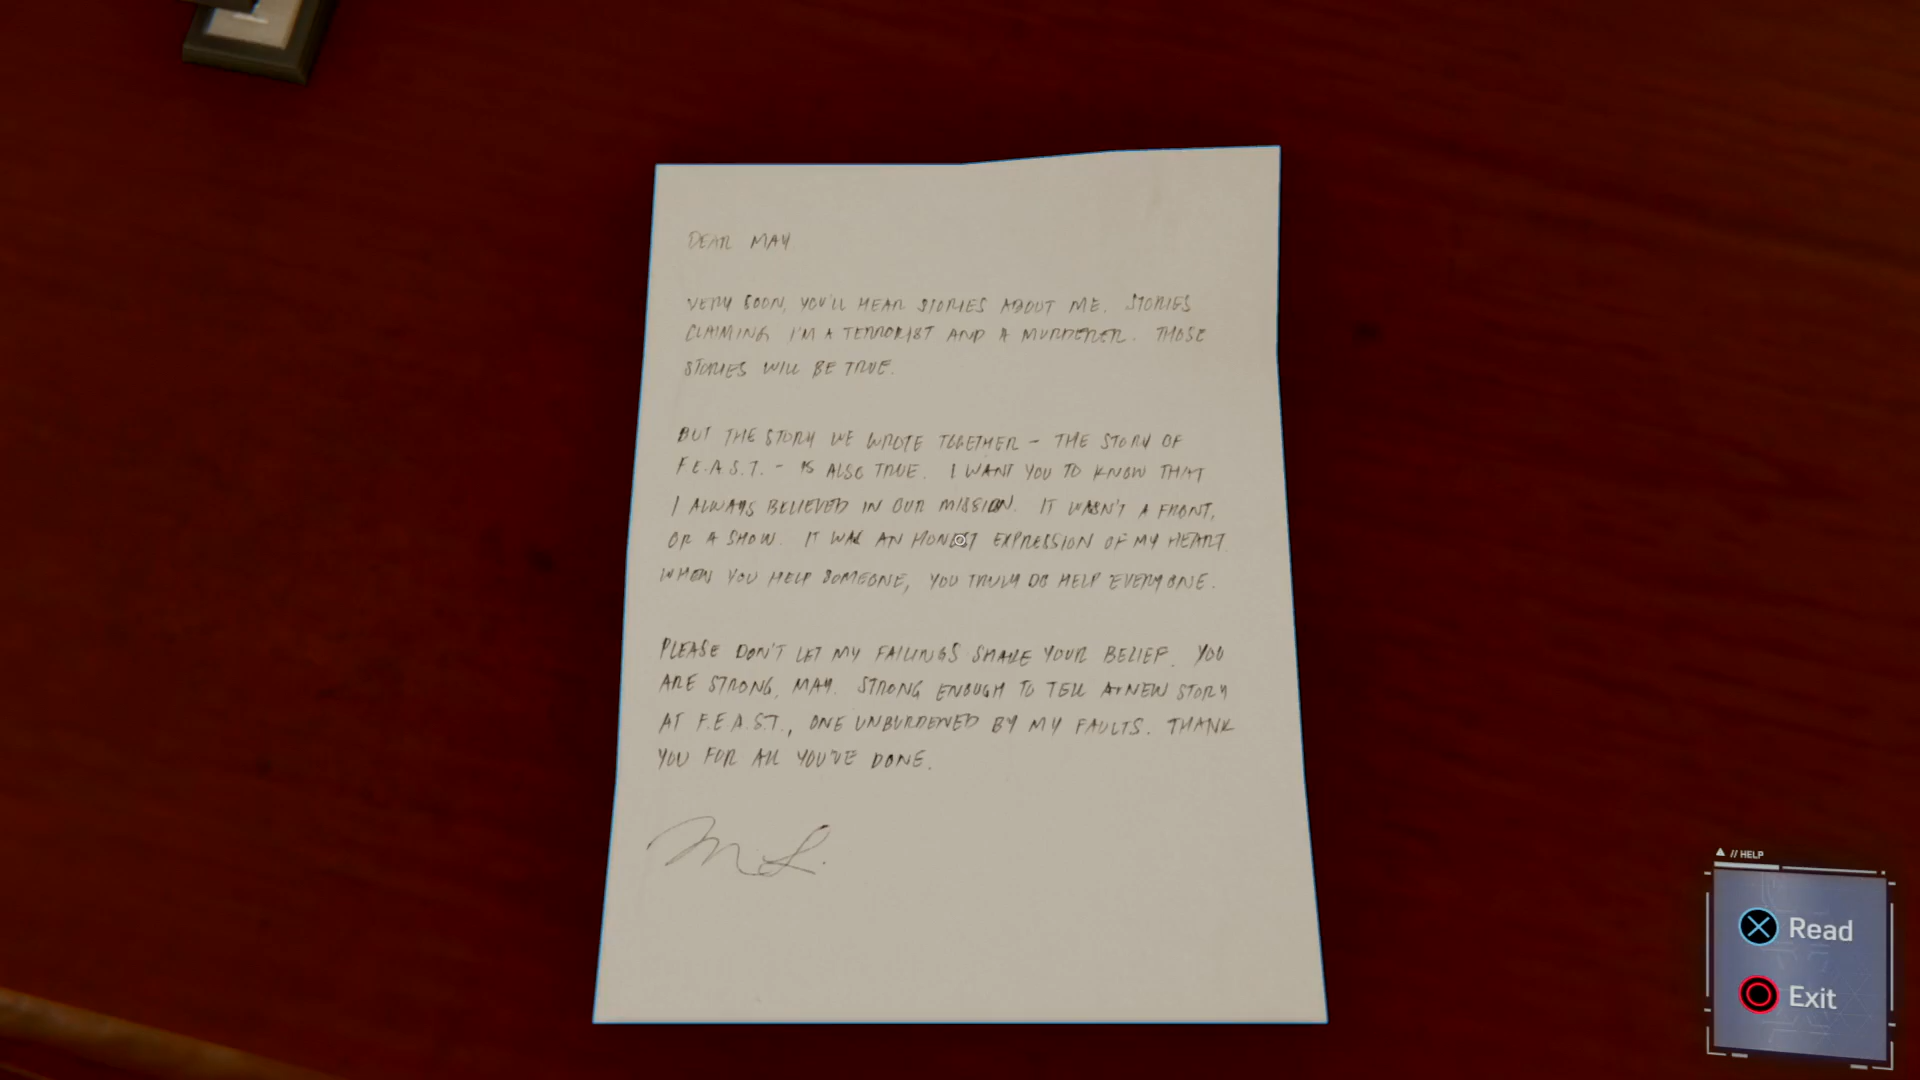 DEAR MAY
VERY SOON, YOU'LL HEAR STORIES ABOUT ME. STORIES
CLAIMING I'M A TERRORIST AND A MURDERER. THOSE
STORIES WILL BE TRUE.
BUT THE STORY WE WROTE TOGETHER - THE STORY OF
F.E.A.S.T. - IS ALSO TRUE. I WANT YOU TO KNOW THAT
I ALWAYS BELIEVED IN OUR MISSION. IT WASN'T A FRONT,
OR A SHOW. IT WAS AN HONEST EXPRESSION OF MY HEART.
WHEN YOU HELP SOMEONE, YOU TRULY DO HELP EVERYONE.
PLEASE DON'T LET MY FAILINGS SHAKE YOUR BELIEF. YOU
ARE STRONG, MAY. STRONG ENOUGH TO TELL A NEW STORY
AT F.E.A.S.T., ONE UNBURDENED BY MY FAULTS. THANK
YOU FOR ALL YOU'VE DONE.
M.L.
// HELP
Read
Exit